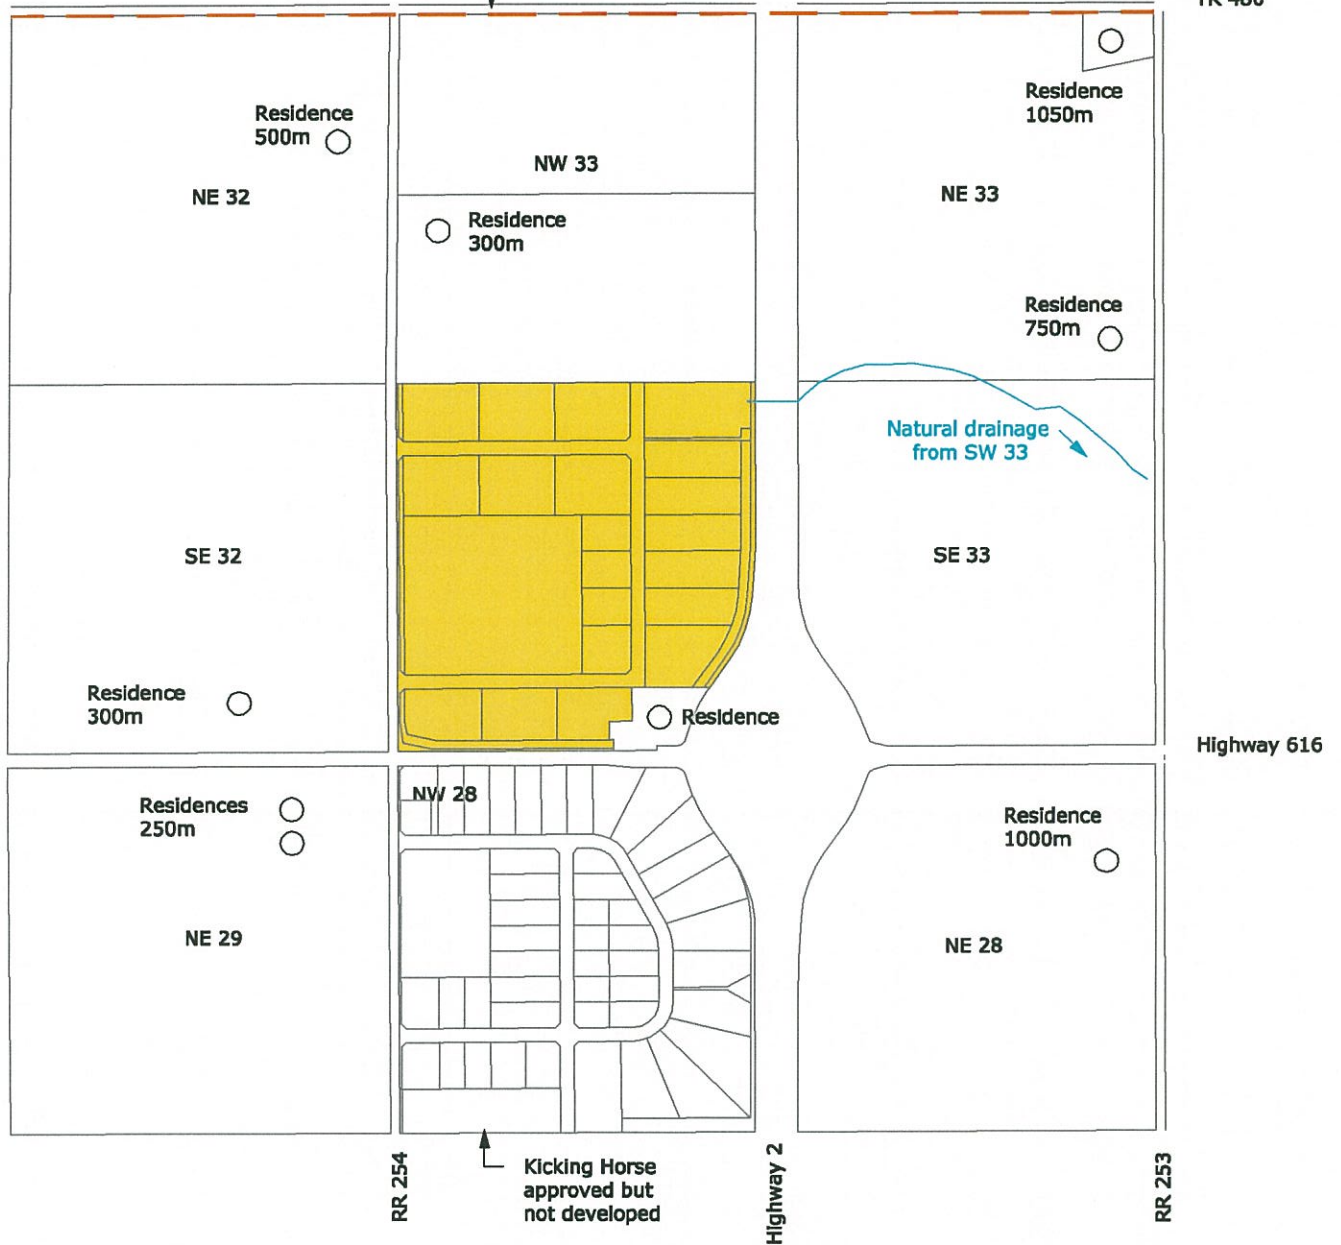 Residence
500m
NE 32
NW 33
Residence
300m
Residence
1050m
NE 33
Residence
750m
Natural drainage
from SW 33
SE 32
SE 33
Residence
300m
Residence
Highway 616
Residences
250m
NW 28
Residence
1000m
NE 29
NE 28
Kicking Horse
approved but
not developed
RR 254
Highway 2
RR 253